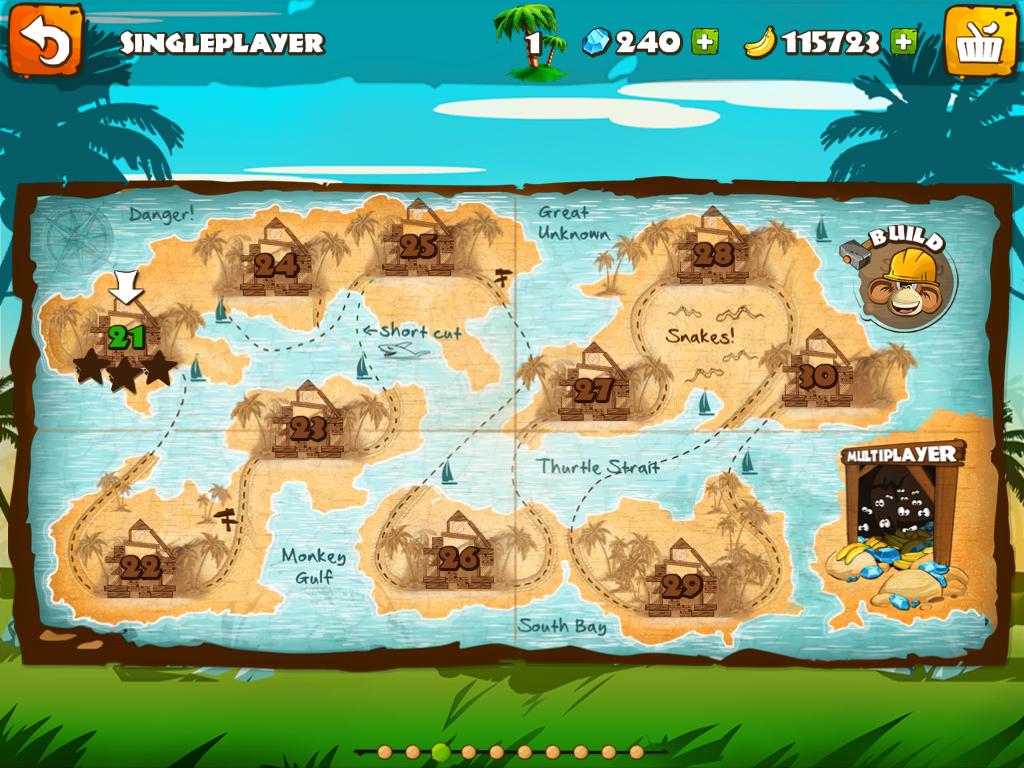 SINGLEPLAYER
1
240
115723
Danger!
Great
Unknown
BUILD
25
24
28
21
←short cut
Snakes!
27
30
23
MULTIPLAYER
Thurtle Strait
22
Monkey
Gulf
26
29
South Bay